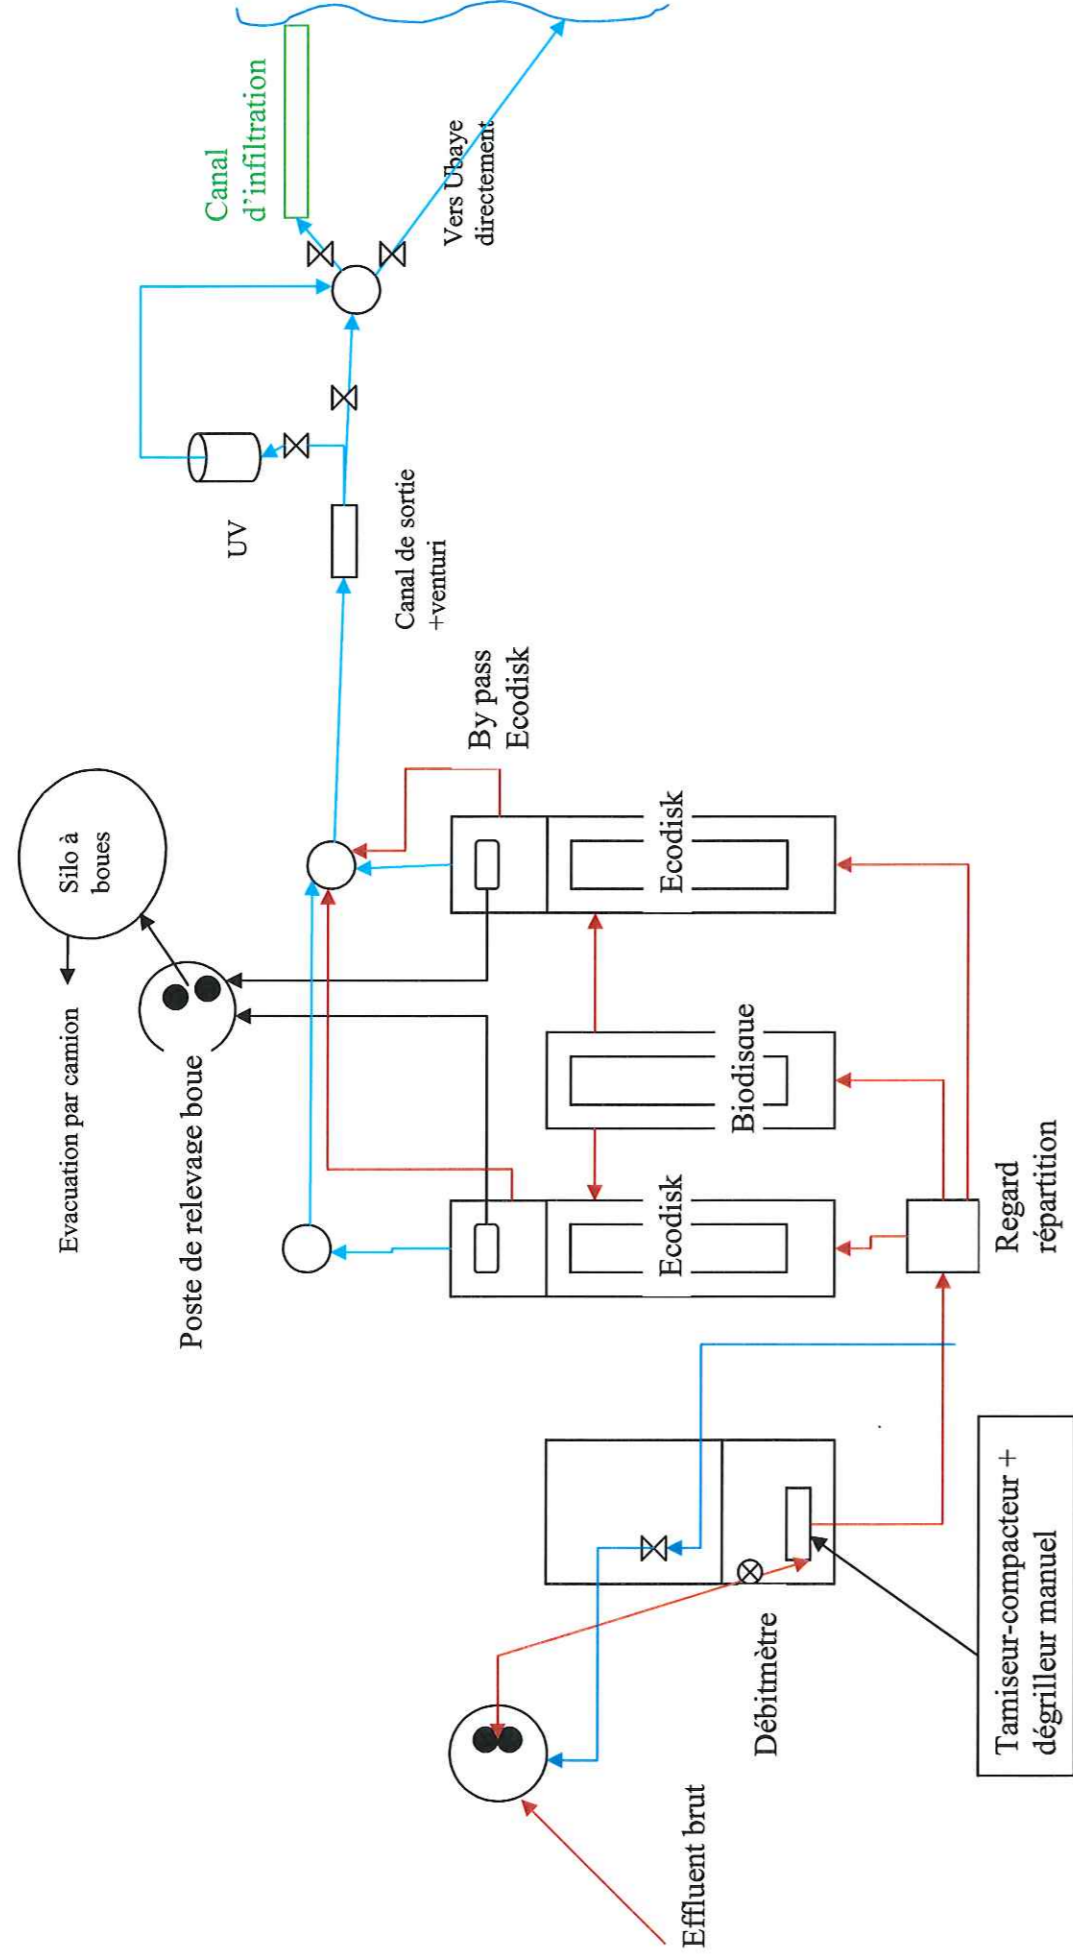 Effluent brut
Débitmètre
Tamiseur-compacteur +
dégrilleur manuel
Regard
répartition
Ecodisk
Biodisque
Ecodisk
By pass
Ecodisk
Poste de relevage boue
Evacuation par camion
Silo à
boues
Canal de sortie
+venturi
UV
Vers Ubaye
directement
Canal
d'infiltration